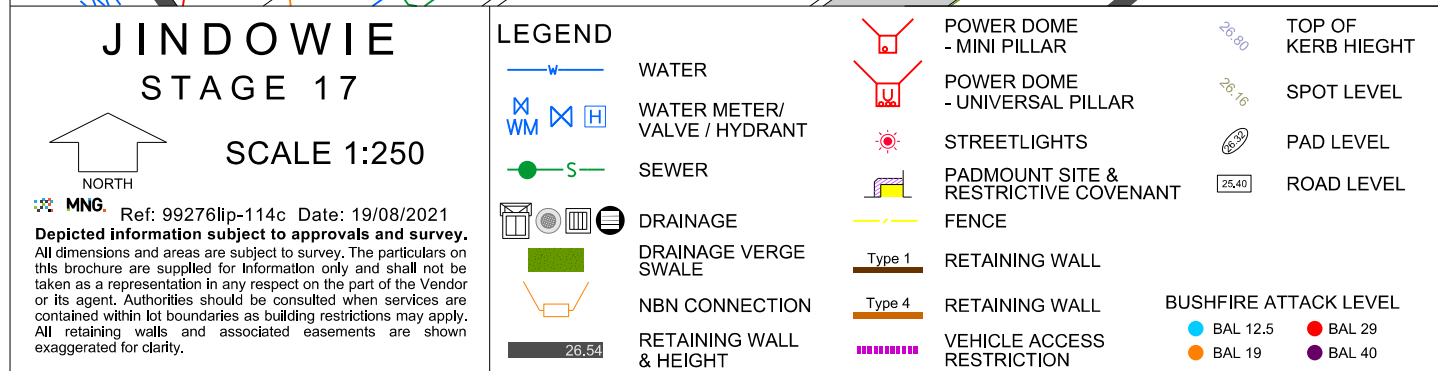 JINDOWIE
STAGE 17
SCALE 1:250
NORTH
MNG. Ref: 99276lip-114c Date: 19/08/2021
Depicted information subject to approvals and survey.
All dimensions and areas are subject to survey. The particulars on
this brochure are supplied for Information only and shall not be
taken as a representation in any respect on the part of the Vendor
or its agent. Authorities should be consulted when services are
contained within lot boundaries as building restrictions may apply.
All retaining walls and associated easements are shown
exaggerated for clarity.
LEGEND
W WATER
WM H WATER METER/
VALVE / HYDRANT
S SEWER
DRAINAGE
DRAINAGE VERGE
SWALE
NBN CONNECTION
26.54 RETAINING WALL
& HEIGHT
POWER DOME
- MINI PILLAR
U POWER DOME
- UNIVERSAL PILLAR
STREETLIGHTS
PADMOUNT SITE &
RESTRICTIVE COVENANT
FENCE
Type 1 RETAINING WALL
Type 4 RETAINING WALL
VEHICLE ACCESS
RESTRICTION
26.80 TOP OF
KERB HIEGHT
26.16 SPOT LEVEL
26.32 PAD LEVEL
25.40 ROAD LEVEL
BUSHFIRE ATTACK LEVEL
BAL 12.5 BAL 29
BAL 19 BAL 40